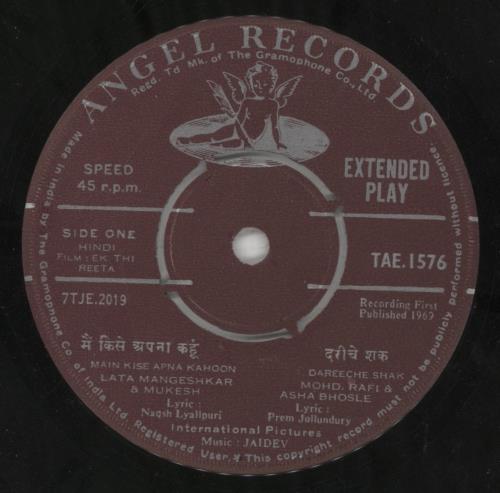 ANGEL RECORDS
Regd. Td Mk. of The Gramophone Co., Ltd.
SPEED
45 r.p.m.
EXTENDED
PLAY
SIDE ONE
HINDI
FILM : EK THI
REETA
TAE.1576
7TJE.2019
Recording First
Published 1969
मैं किसे अपना कहूं
MAIN KISE APNA KAHOON
LATA MANGESHKAR
& MUKESH
Lyric :
Naqsh Lyallpuri
दरीचे शक
DAREECHE SHAK
MOHD. RAFI &
ASHA BHOSLE
Lyric :
Prem Jullundury
International Pictures
Music : JAIDEV
Made in India by The Gramophone Co. of India, Ltd. Registered User. * This copyright record must not be publicly performed without licence.